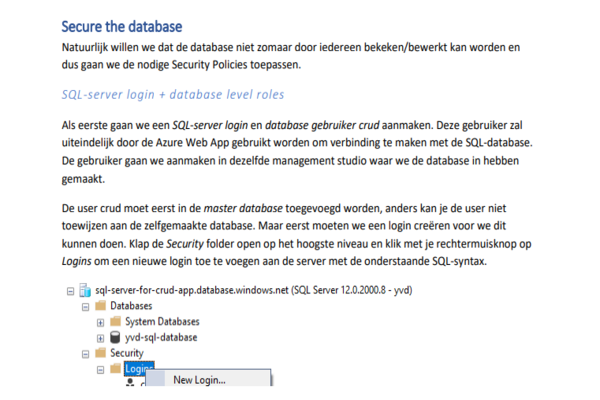 Secure the database
Natuurlijk willen we dat de database niet zomaar door iedereen bekeken/bewerkt kan worden en
dus gaan we de nodige Security Policies toepassen.
SQL-server login + database level roles
Als eerste gaan we een SQL-server login en database gebruiker crud aanmaken. Deze gebruiker zal
uiteindelijk door de Azure Web App gebruikt worden om verbinding te maken met de SQL-database.
De gebruiker gaan we aanmaken in dezelfde management studio waar we de database in hebben
gemaakt.
De user crud moet eerst in de master database toegevoegd worden, anders kan je de user niet
toewijzen aan de zelfgemaakte database. Maar eerst moeten we een login creëren voor we dit
kunnen doen. Klap de Security folder open op het hoogste niveau en klik met je rechtermuisknop op
Logins om een nieuwe login toe te voegen aan de server met de onderstaande SQL-syntax.
sql-server-for-crud-app.database.windows.net (SQL Server 12.0.2000.8 - yvd)
Databases
System Databases
yvd-sql-database
Security
Logins
New Login...